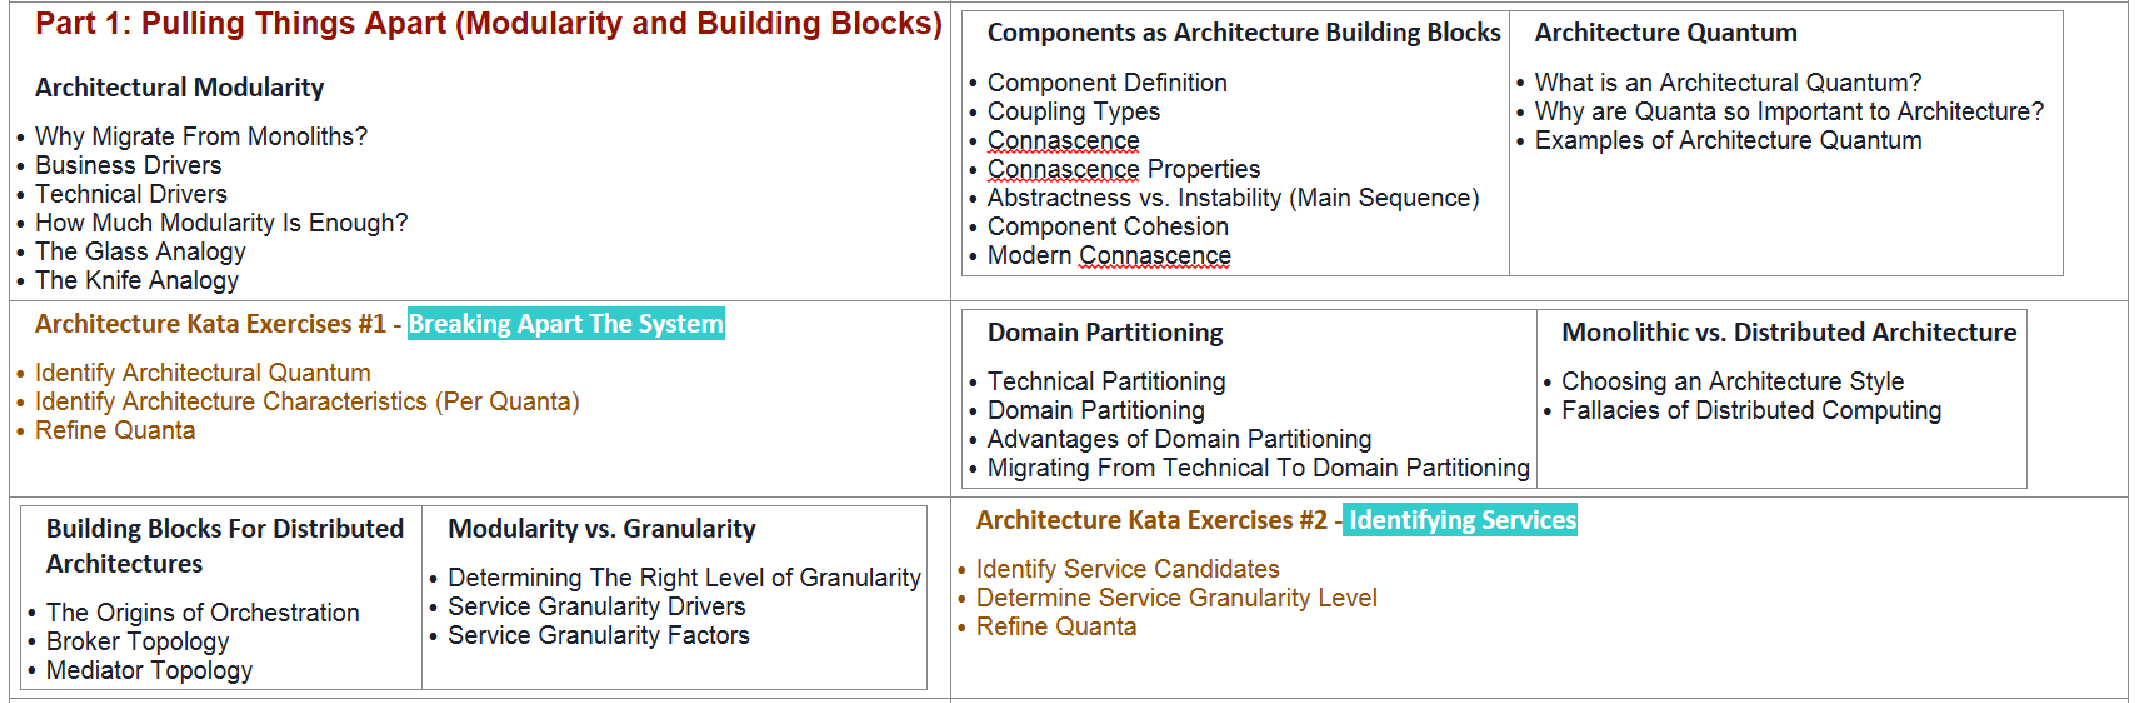 Part 1: Pulling Things Apart (Modularity and Building Blocks)
Architectural Modularity
• Why Migrate From Monoliths?
• Business Drivers
• Technical Drivers
• How Much Modularity Is Enough?
• The Glass Analogy
• The Knife Analogy
Components as Architecture Building Blocks
• Component Definition
• Coupling Types
• Connascence
• Connascence Properties
• Abstractness vs. Instability (Main Sequence)
• Component Cohesion
• Modern Connascence
Architecture Quantum
• What is an Architectural Quantum?
• Why are Quanta so Important to Architecture?
• Examples of Architecture Quantum
Architecture Kata Exercises #1 - Breaking Apart The System
• Identify Architectural Quantum
• Identify Architecture Characteristics (Per Quanta)
• Refine Quanta
Domain Partitioning
• Technical Partitioning
• Domain Partitioning
• Advantages of Domain Partitioning
• Migrating From Technical To Domain Partitioning
Monolithic vs. Distributed Architecture
• Choosing an Architecture Style
• Fallacies of Distributed Computing
Building Blocks For Distributed
Architectures
• The Origins of Orchestration
• Broker Topology
• Mediator Topology
Modularity vs. Granularity
• Determining The Right Level of Granularity
• Service Granularity Drivers
• Service Granularity Factors
Architecture Kata Exercises #2 - Identifying Services
• Identify Service Candidates
• Determine Service Granularity Level
• Refine Quanta